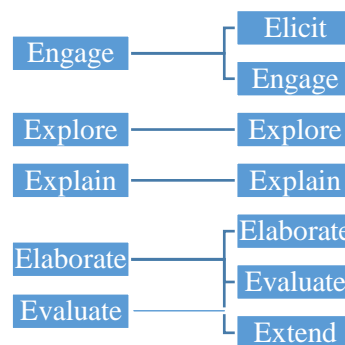 Engage
Elicit
Engage
Explore
Explore
Explain
Explain
Elaborate
Evaluate
Elaborate
Evaluate
Extend